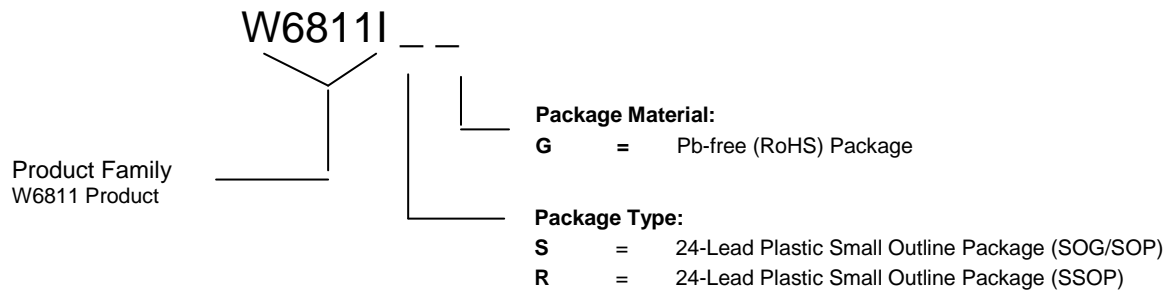 W6811I _ _
Package Material:
G = Pb-free (RoHS) Package
Product Family
W6811 Product
Package Type:
S = 24-Lead Plastic Small Outline Package (SOG/SOP)
R = 24-Lead Plastic Small Outline Package (SSOP)